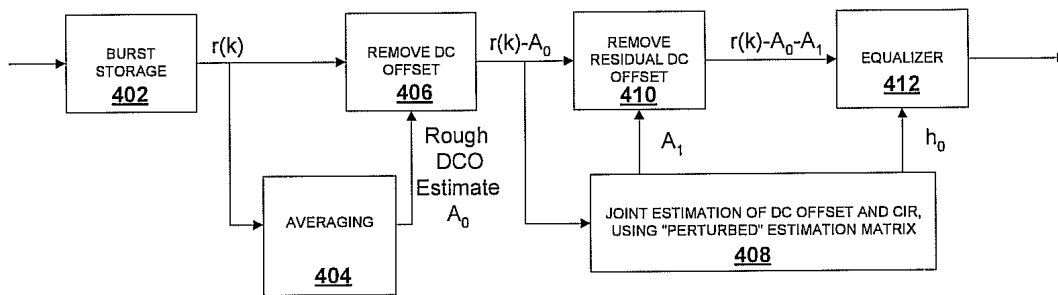 BURST
STORAGE
402
r(k)
REMOVE DC
OFFSET
406
r(k)-A₀
REMOVE
RESIDUAL DC
OFFSET
410
r(k)-A₀-A₁
EQUALIZER
412
Rough
DCO
Estimate
A₀
A₁
h₀
AVERAGING
404
JOINT ESTIMATION OF DC OFFSET AND CIR,
USING "PERTURBED" ESTIMATION MATRIX
408